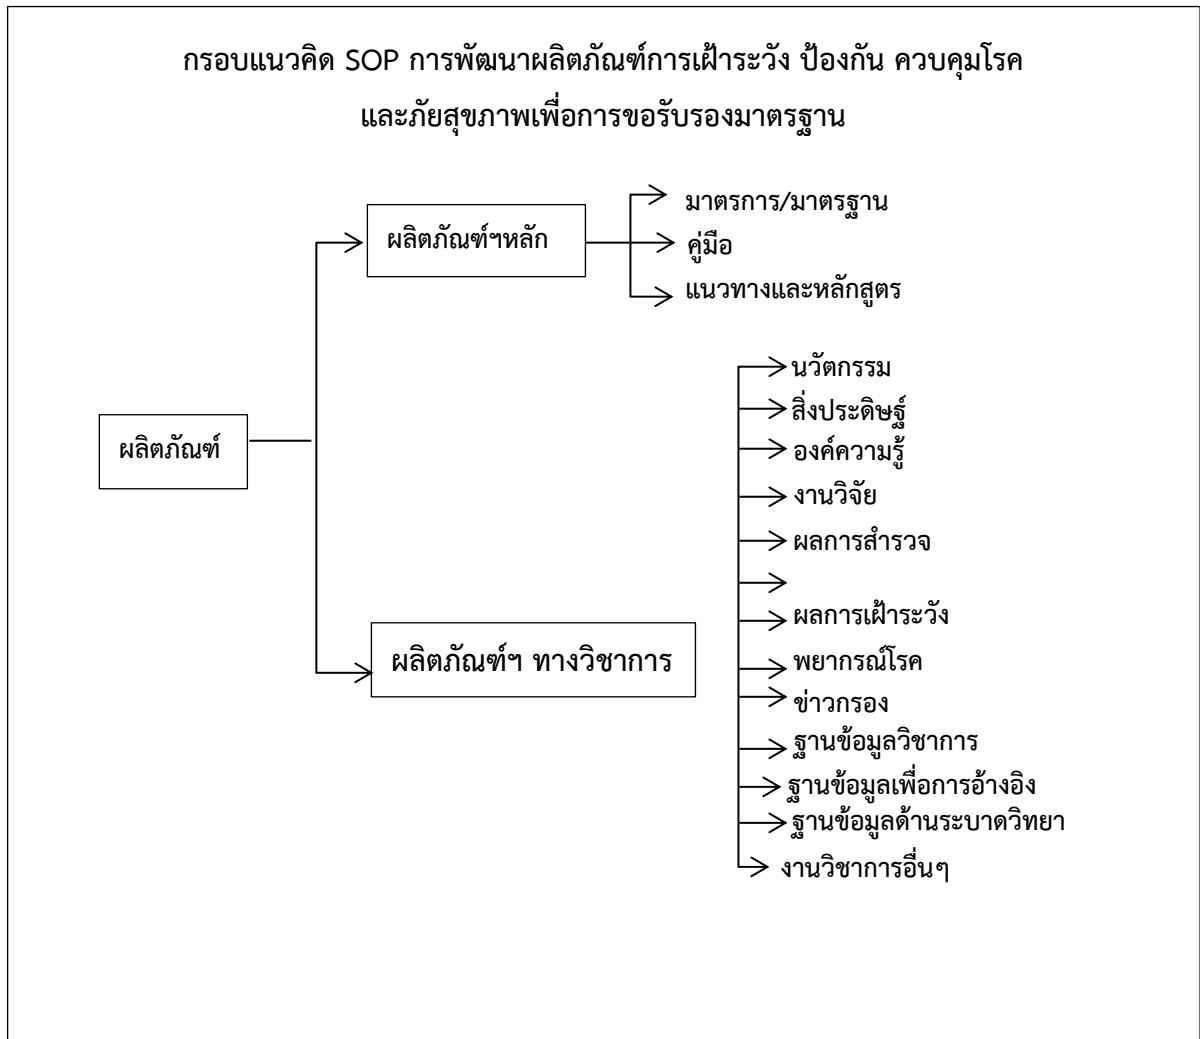 กรอบแนวคิด SOP การพัฒนาผลิตภัณฑ์การเฝ้าระวัง ป้องกัน ควบคุมโรค
และภัยสุขภาพเพื่อการขอรับรองมาตรฐาน
ผลิตภัณฑ์
ผลิตภัณฑ์ฯหลัก
มาตรการ/มาตรฐาน
คู่มือ
แนวทางและหลักสูตร
ผลิตภัณฑ์ฯ ทางวิชาการ
นวัตกรรม
สิ่งประดิษฐ์
องค์ความรู้
งานวิจัย
ผลการสำรวจ
ผลการเฝ้าระวัง
พยากรณ์โรค
ข่าวกรอง
ฐานข้อมูลวิชาการ
ฐานข้อมูลเพื่อการอ้างอิง
ฐานข้อมูลด้านระบาดวิทยา
งานวิชาการอื่นๆ